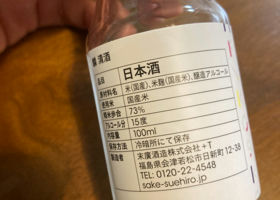 清酒
品目 日本酒
原材料名 米(国産)、米麹(国産米)、醸造アルコール
使用米 国産米
精米歩合 73%
アルコール分 15度
内容量 100ml
保存方法 冷暗所にて保存
製造者 末廣酒造株式会社+T
福島県会津若松市日新町12-38
TEL: 0120-22-4548
sake-suehiro.jp